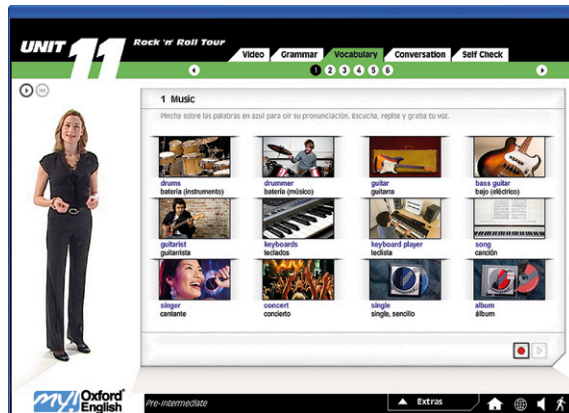 UNIT 11 Rock 'n' Roll Tour
Video Grammar Vocabulary Conversation Self Check
1 2 3 4 5 6
1 Music
Pincha sobre las palabras en azul para oír su pronunciación. Escucha, repite y graba tu voz.
drums drummer guitar bass guitar
batería (instrumento) batería (músico) guitarra bajo (eléctrico)
guitarist keyboards keyboard player song
guitarrista teclados teclista canción
singer concert single album
cantante concierto single, sencillo álbum
my! Oxford English
Pre-intermediate
Extras